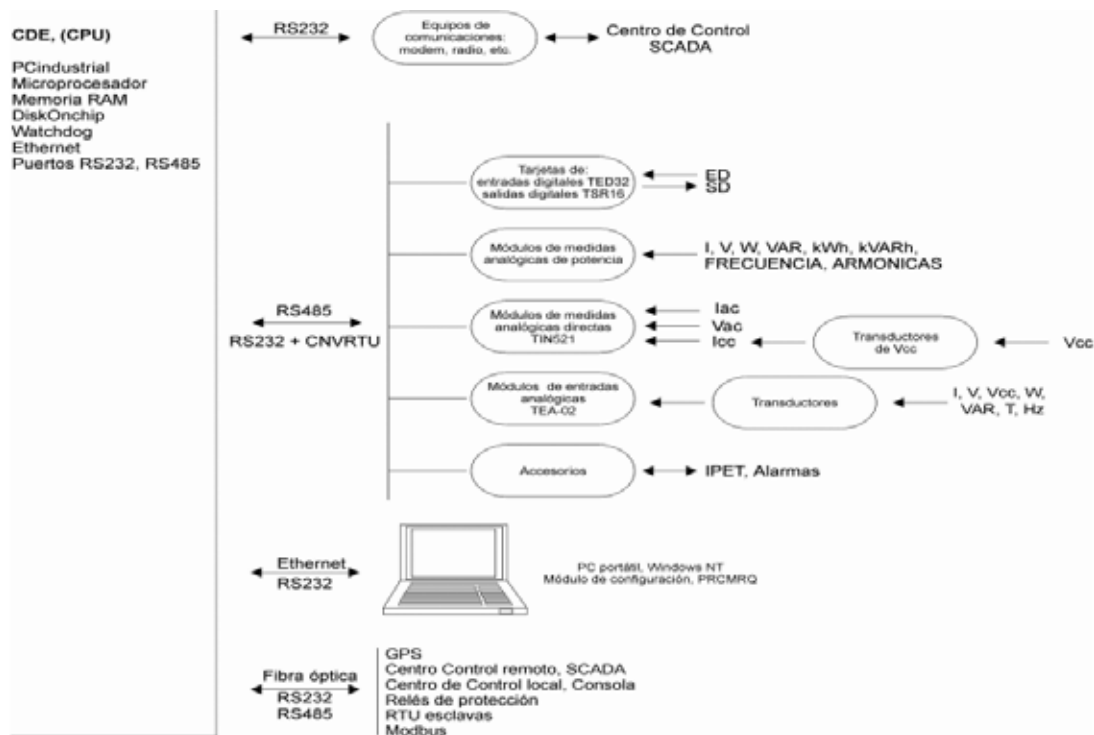 CDE, (CPU)
PCindustrial
Microprocesador
Memoria RAM
DiskOnchip
Watchdog
Ethernet
Puertos RS232, RS485
RS232
Equipos de
comunicaciones:
modem, radio, etc.
Centro de Control
SCADA
Tarjetas de:
entradas digitales TED32
salidas digitales TSR16
ED
SD
Módulos de medidas
analógicas de potencia
I, V, W, VAR, kWh, kVARh,
FRECUENCIA, ARMONICAS
RS485
RS232 + CNVRTU
Módulos de medidas
analógicas directas
TIN521
Iac
Vac
Icc
Transductores
de Vcc
Vcc
Módulos de entradas
analógicas
TEA-02
Transductores
I, V, Vcc, W,
VAR, T, Hz
Accesorios
IPET, Alarmas
Ethernet
RS232
PC portátil, Windows NT
Módulo de configuración, PRCMRQ
Fibra óptica
RS232
RS485
GPS
Centro Control remoto, SCADA
Centro de Control local, Consola
Relés de protección
RTU esclavas
Modbus